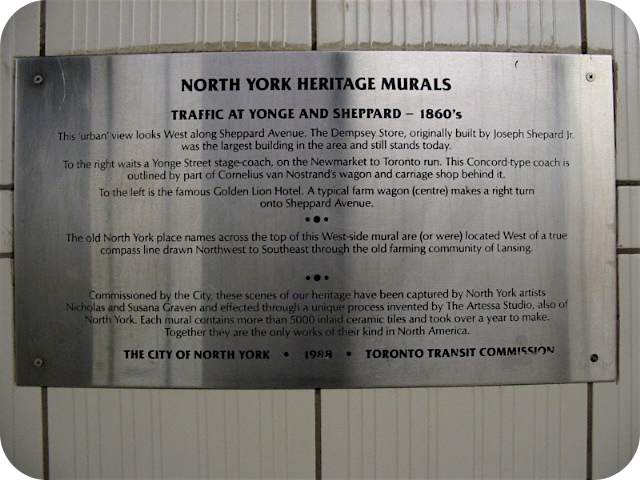 NORTH YORK HERITAGE MURALS
TRAFFIC AT YONGE AND SHEPPARD – 1860's
This 'urban' view looks West along Sheppard Avenue. The Dempsey Store, originally built by Joseph Shepard Jr.
was the largest building in the area and still stands today.
To the right waits a Yonge Street stage-coach, on the Newmarket to Toronto run. This Concord-type coach is
outlined by part of Cornelius van Nostrand's wagon and carriage shop behind it.
To the left is the famous Golden Lion Hotel. A typical farm wagon (centre) makes a right turn
onto Sheppard Avenue.
The old North York place names across the top of this West-side mural are (or were) located West of a true
compass line drawn Northwest to Southeast through the old farming community of Lansing.
Commissioned by the City, these scenes of our heritage have been captured by North York artists
Nicholas and Susana Graven and effected through a unique process invented by The Artessa Studio, also of
North York. Each mural contains more than 5000 inlaid ceramic tiles and took over a year to make.
Together they are the only works of their kind in North America.
THE CITY OF NORTH YORK • 1988 • TORONTO TRANSIT COMMISSION